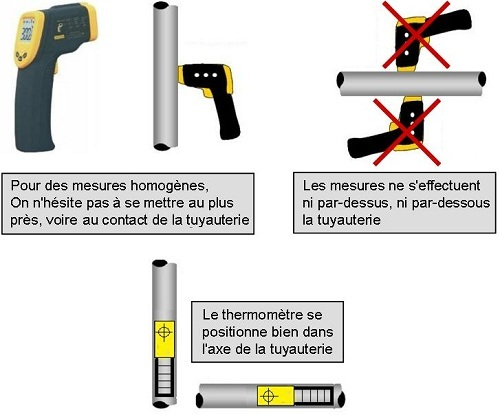 Pour des mesures homogènes,
On n'hésite pas à se mettre au plus
près, voire au contact de la tuyauterie
Les mesures ne s'effectuent
ni par-dessus, ni par-dessous
la tuyauterie
Le thermomètre se
positionne bien dans
l'axe de la tuyauterie